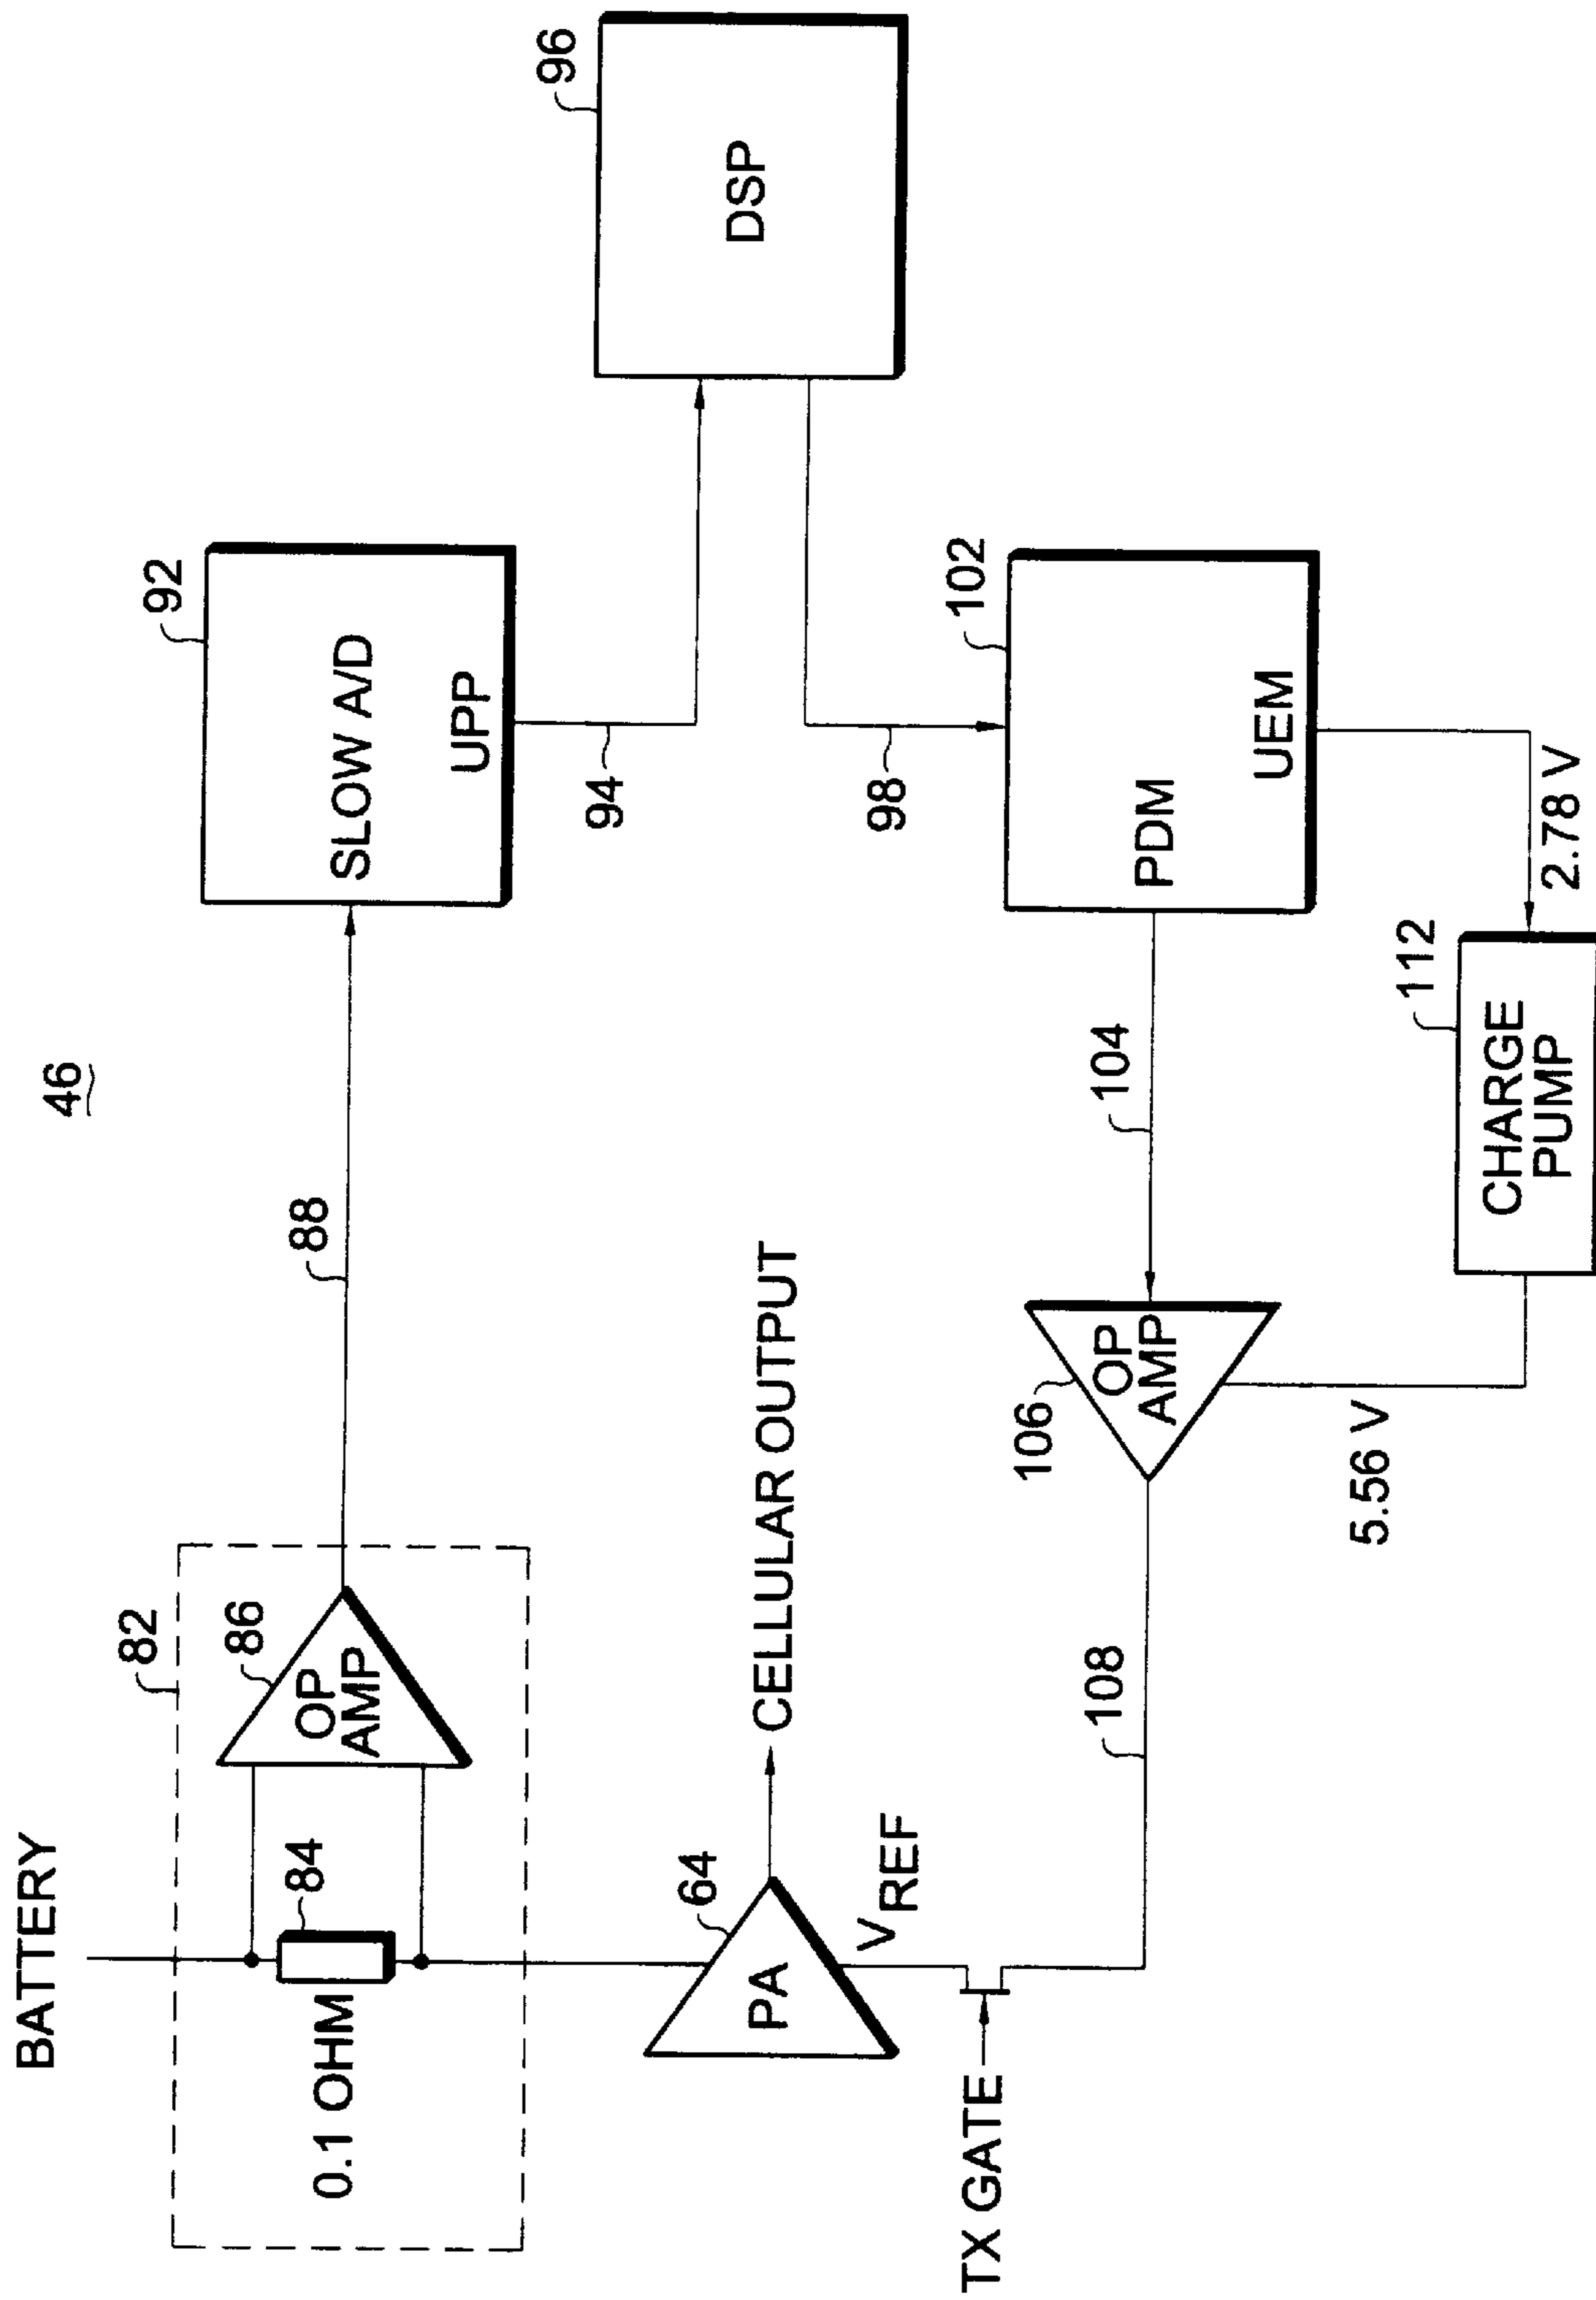 46
BATTERY
82
0.1 OHM
84
OP
AMP
86
88
92
SLOW A/D
UPP
94
96
DSP
98
102
PDM
UEM
104
106
OP
AMP
5.56 V
112
CHARGE
PUMP
2.78 V
108
64
PA
CELLULAR OUTPUT
VREF
TX GATE